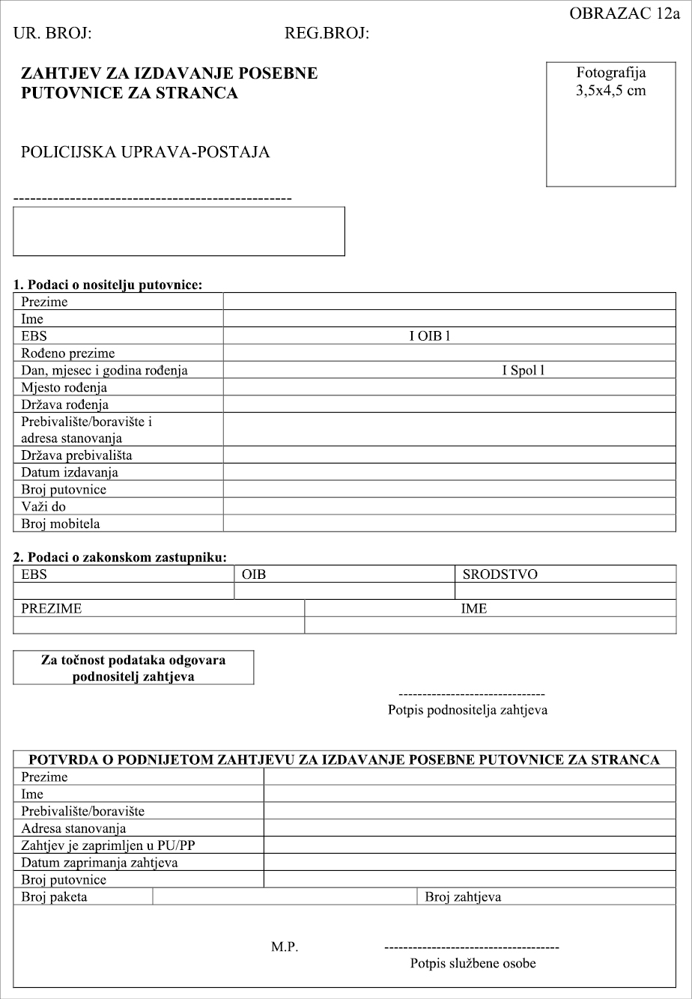 OBRAZAC 12a
UR. BROJ: REG.BROJ:
ZAHTJEV ZA IZDAVANJE POSEBNE
PUTOVNICE ZA STRANCA
Fotografija
3,5x4,5 cm
POLICIJSKA UPRAVA-POSTAJA
-------------------------------------------------
1. Podaci o nositelju putovnice:
Prezime
Ime
EBS I OIB l
Rođeno prezime
Dan, mjesec i godina rođenja I Spol l
Mjesto rođenja
Država rođenja
Prebivalište/boravište i
adresa stanovanja
Država prebivališta
Datum izdavanja
Broj putovnice
Važi do
Broj mobitela
2. Podaci o zakonskom zastupniku:
EBS OIB SRODSTVO
PREZIME IME
Za točnost podataka odgovara
podnositelj zahtjeva
-------------------------------
Potpis podnositelja zahtjeva
POTVRDA O PODNIJETOM ZAHTJEVU ZA IZDAVANJE POSEBNE PUTOVNICE ZA STRANCA
Prezime
Ime
Prebivalište/boravište
Adresa stanovanja
Zahtjev je zaprimljen u PU/PP
Datum zaprimanja zahtjeva
Broj putovnice
Broj paketa Broj zahtjeva
M.P. -------------------------------------
Potpis službene osobe